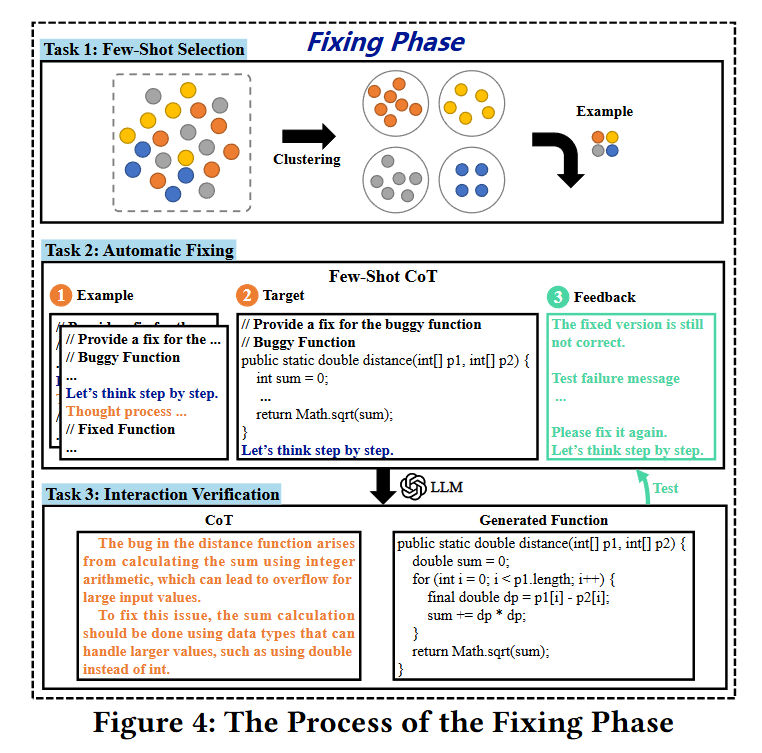 Fixing Phase
Task 1: Few-Shot Selection
Clustering
Example
Task 2: Automatic Fixing
Few-Shot CoT
1 Example
// Provide a fix for the ...
// Buggy Function
...
Let's think step by step.
Thought process ...
// Fixed Function
...
2 Target
// Provide a fix for the buggy function
// Buggy Function
public static double distance(int[] p1, int[] p2) {
int sum = 0;
...
return Math.sqrt(sum);
}
Let's think step by step.
3 Feedback
The fixed version is still
not correct.
Test failure message
...
Please fix it again.
Let's think step by step.
LLM
Test
Task 3: Interaction Verification
CoT
The bug in the distance function arises
from calculating the sum using integer
arithmetic, which can lead to overflow for
large input values.
To fix this issue, the sum calculation
should be done using data types that can
handle larger values, such as using double
instead of int.
Generated Function
public static double distance(int[] p1, int[] p2) {
double sum = 0;
for (int i = 0; i < p1.length; i++) {
final double dp = p1[i] - p2[i];
sum += dp * dp;
}
return Math.sqrt(sum);
}
Figure 4: The Process of the Fixing Phase